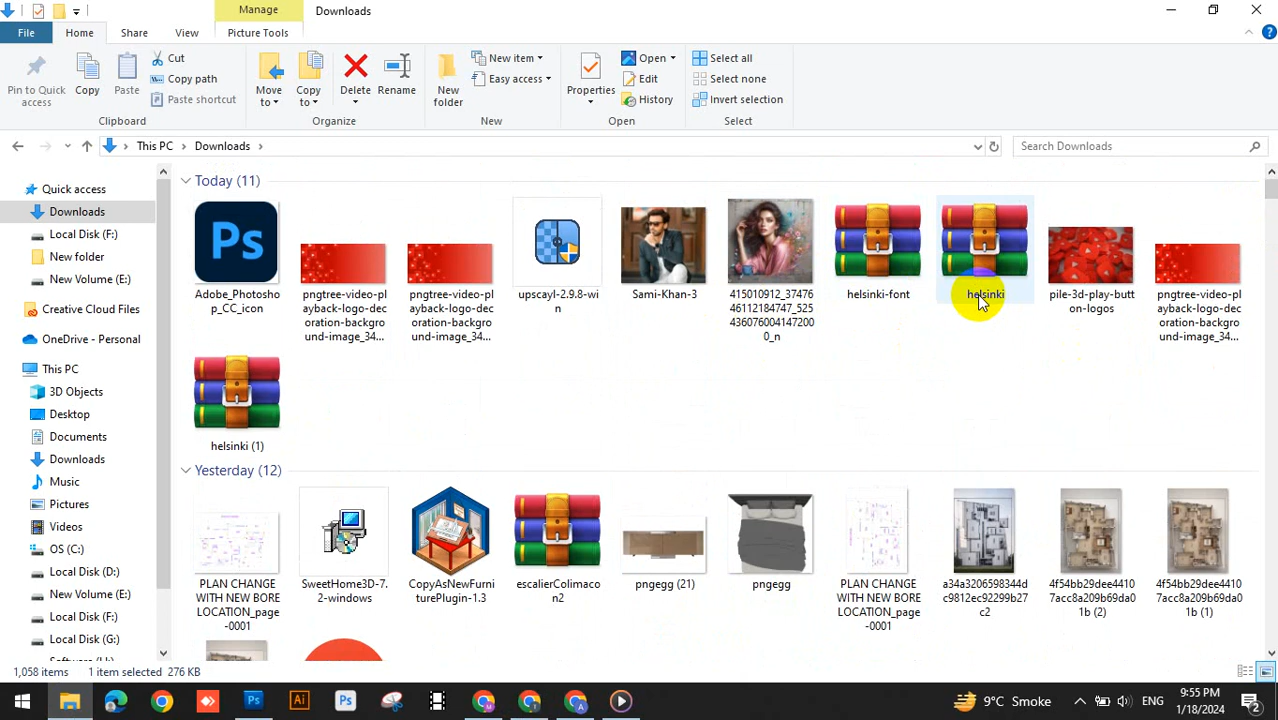 Manage
Downloads
File
Home
Share
View
Picture Tools
Pin to Quick access
Copy
Paste
Cut
Copy path
Paste shortcut
Clipboard
Move to
Copy to
Delete
Rename
Organize
New folder
New item
Easy access
New
Properties
Open
Edit
History
Open
Select all
Select none
Invert selection
Select
This PC
Downloads
Search Downloads
Quick access
Downloads
Local Disk (F:)
New folder
New Volume (E:)
Creative Cloud Files
OneDrive - Personal
This PC
3D Objects
Desktop
Documents
Downloads
Music
Pictures
Videos
OS (C:)
Local Disk (D:)
New Volume (E:)
Local Disk (F:)
Local Disk (G:)
Today (11)
Ps
Adobe_Photosho
p_CC_icon
pngtree-video-pl
ayback-logo-dec
oration-backgro
und-image_34...
pngtree-video-pl
ayback-logo-dec
oration-backgro
und-image_34...
upscayl-2.9.8-wi
n
Sami-Khan-3
415010912_37476
46112184747_525
436076004147200
0_n
helsinki-font
helsinki
pile-3d-play-butt
on-logos
pngtree-video-pl
ayback-logo-dec
oration-backgro
und-image_34...
helsinki (1)
Yesterday (12)
PLAN CHANGE
WITH NEW BORE
LOCATION_page
-0001
SweetHome3D-7.
2-windows
CopyAsNewFurni
turePlugin-1.3
escalierColimaco
n2
pngegg (21)
pngegg
PLAN CHANGE
WITH NEW BORE
LOCATION_page
-0001
a34a3206598344d
c9812ec92299b27
c2
4f54bb29dee4410
7acc8a209b69da0
1b (2)
4f54bb29dee4410
7acc8a209b69da0
1b (1)
1,058 items
1 item selected 276 KB
Ps
Ai
Ps
M
T
A
9°C Smoke
ENG
9:55 PM
1/18/2024
2